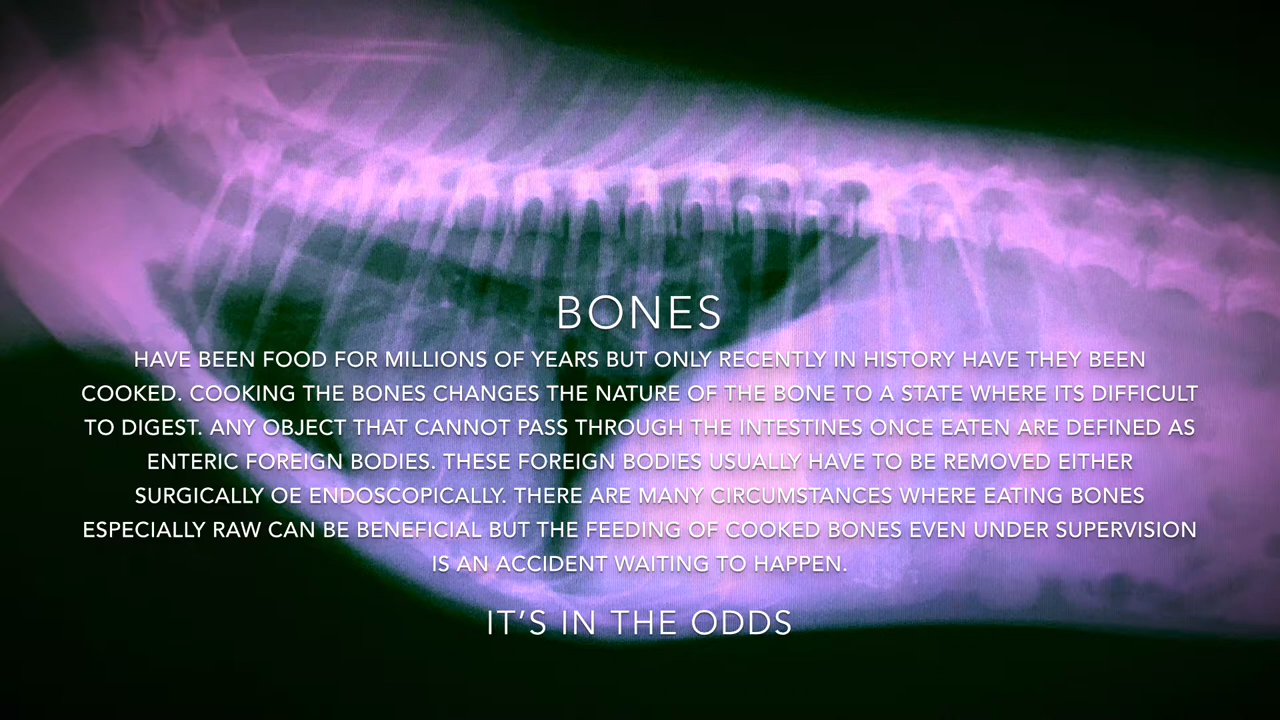 BONES
HAVE BEEN FOOD FOR MILLIONS OF YEARS BUT ONLY RECENTLY IN HISTORY HAVE THEY BEEN
COOKED. COOKING THE BONES CHANGES THE NATURE OF THE BONE TO A STATE WHERE ITS DIFFICULT
TO DIGEST. ANY OBJECT THAT CANNOT PASS THROUGH THE INTESTINES ONCE EATEN ARE DEFINED AS
ENTERIC FOREIGN BODIES. THESE FOREIGN BODIES USUALLY HAVE TO BE REMOVED EITHER
SURGICALLY OE ENDOSCOPICALLY. THERE ARE MANY CIRCUMSTANCES WHERE EATING BONES
ESPECIALLY RAW CAN BE BENEFICIAL BUT THE FEEDING OF COOKED BONES EVEN UNDER SUPERVISION
IS AN ACCIDENT WAITING TO HAPPEN.
IT’S IN THE ODDS